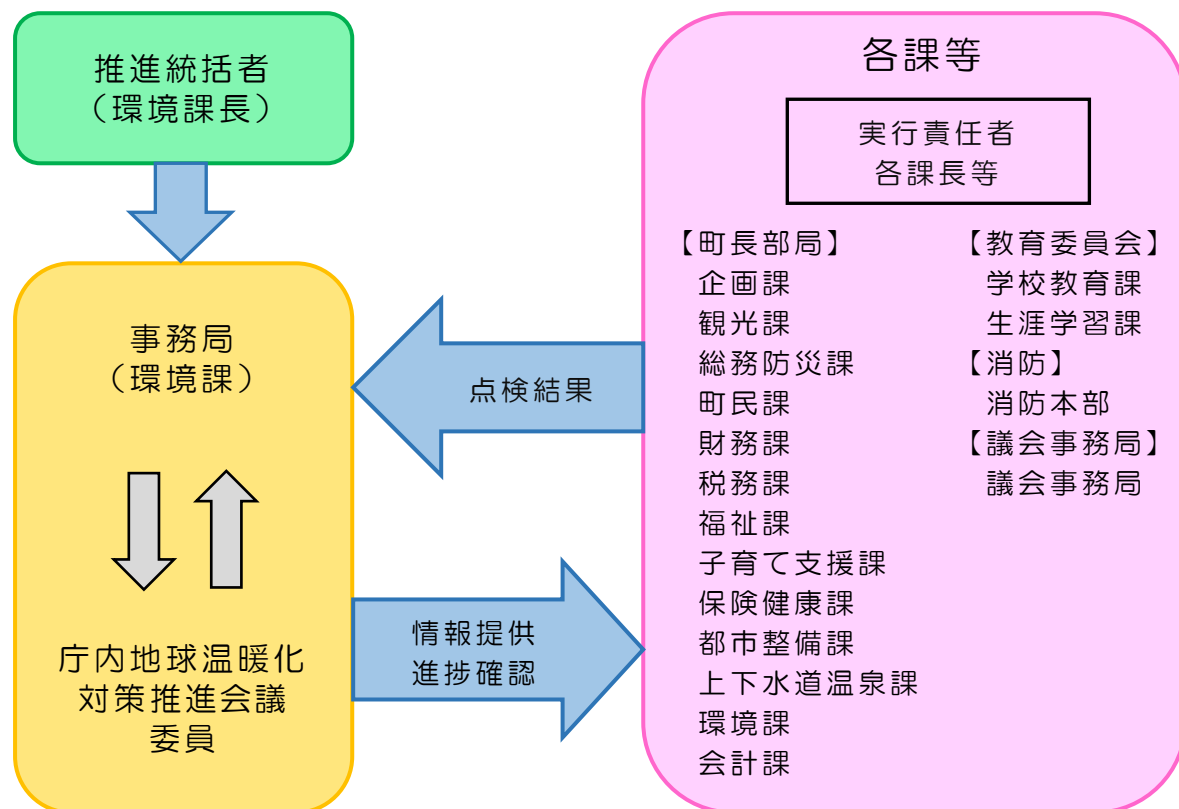 推進統括者
（環境課長）
事務局
（環境課）
庁内地球温暖化
対策推進会議
委員
点検結果
情報提供
進捗確認
各課等
実行責任者
各課長等
【町長部局】
企画課
観光課
総務防災課
町民課
財務課
税務課
福祉課
子育て支援課
保険健康課
都市整備課
上下水道温泉課
環境課
会計課
【教育委員会】
学校教育課
生涯学習課
【消防】
消防本部
【議会事務局】
議会事務局